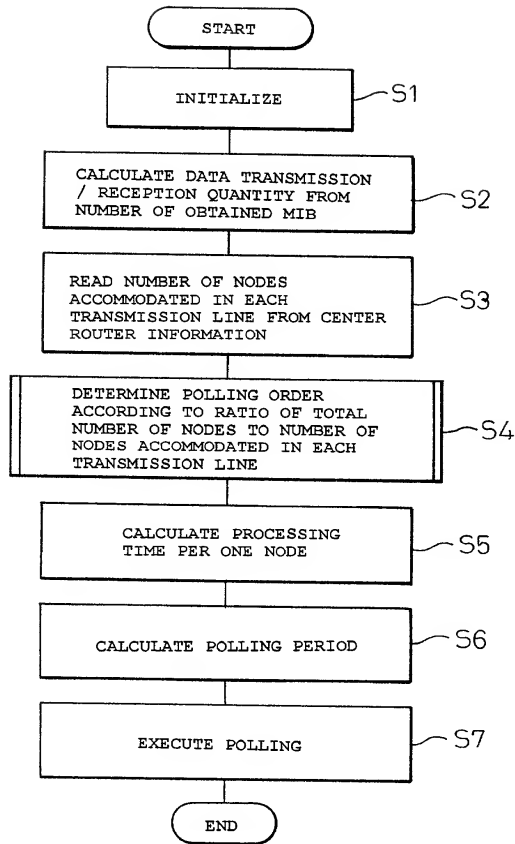 START
INITIALIZE
S1
CALCULATE DATA TRANSMISSION
/ RECEPTION QUANTITY FROM
NUMBER OF OBTAINED MIB
S2
READ NUMBER OF NODES
ACCOMMODATED IN EACH
TRANSMISSION LINE FROM CENTER
ROUTER INFORMATION
S3
DETERMINE POLLING ORDER
ACCORDING TO RATIO OF TOTAL
NUMBER OF NODES TO NUMBER OF
NODES ACCOMMODATED IN EACH
TRANSMISSION LINE
S4
CALCULATE PROCESSING
TIME PER ONE NODE
S5
CALCULATE POLLING PERIOD
S6
EXECUTE POLLING
S7
END